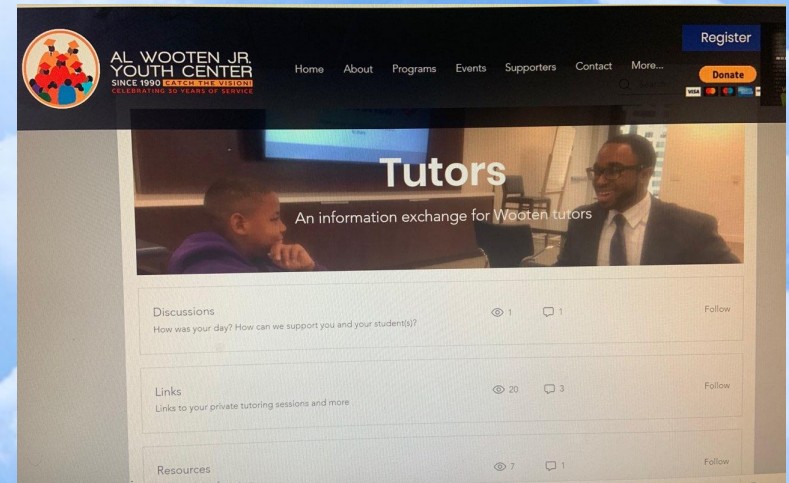 AL WOOTEN JR.
YOUTH CENTER
SINCE 1990 CATCH THE VISION!
CELEBRATING 30 YEARS OF SERVICE
Home About Programs Events Supporters Contact More...
Register
Donate
VISA
Tutors
An information exchange for Wooten tutors
Discussions
How was your day? How can we support you and your student(s)?
1 1
Follow
Links
Links to your private tutoring sessions and more
20 3
Follow
Resources
7 1
Follow